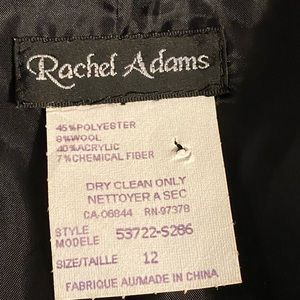 Rachel Adams
45%POLYESTER
8%WOOL
40%ACRYLIC
7%CHEMICAL FIBER
DRY CLEAN ONLY
NETTOYER A SEC
CA-06844 RN-97378
STYLE
MODELE 53722-S286
SIZE/TAILLE 12
FABRIQUE AU/MADE IN CHINA